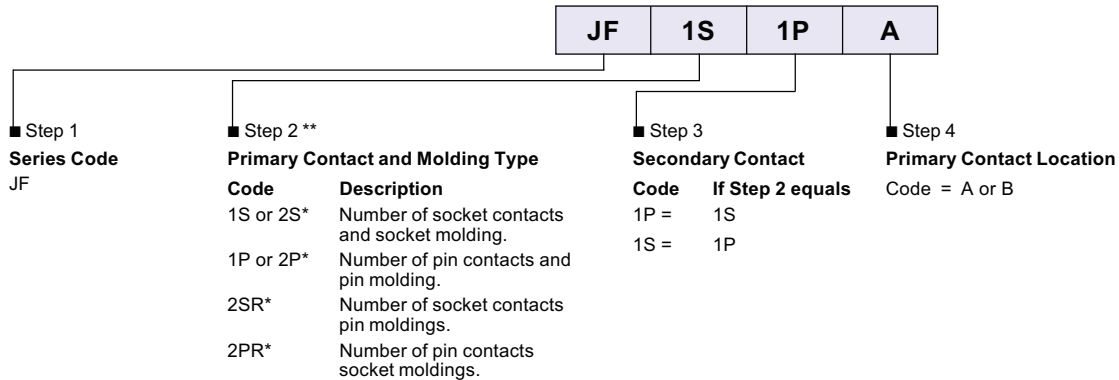 JF 1S 1P A
■ Step 1
Series Code
JF
■ Step 2 **
Primary Contact and Molding Type
Code Description
1S or 2S* Number of socket contacts
and socket molding.
1P or 2P* Number of pin contacts and
pin molding.
2SR* Number of socket contacts
pin moldings.
2PR* Number of pin contacts
socket moldings.
■ Step 3
Secondary Contact
Code If Step 2 equals
1P = 1S
1S = 1P
■ Step 4
Primary Contact Location
Code = A or B